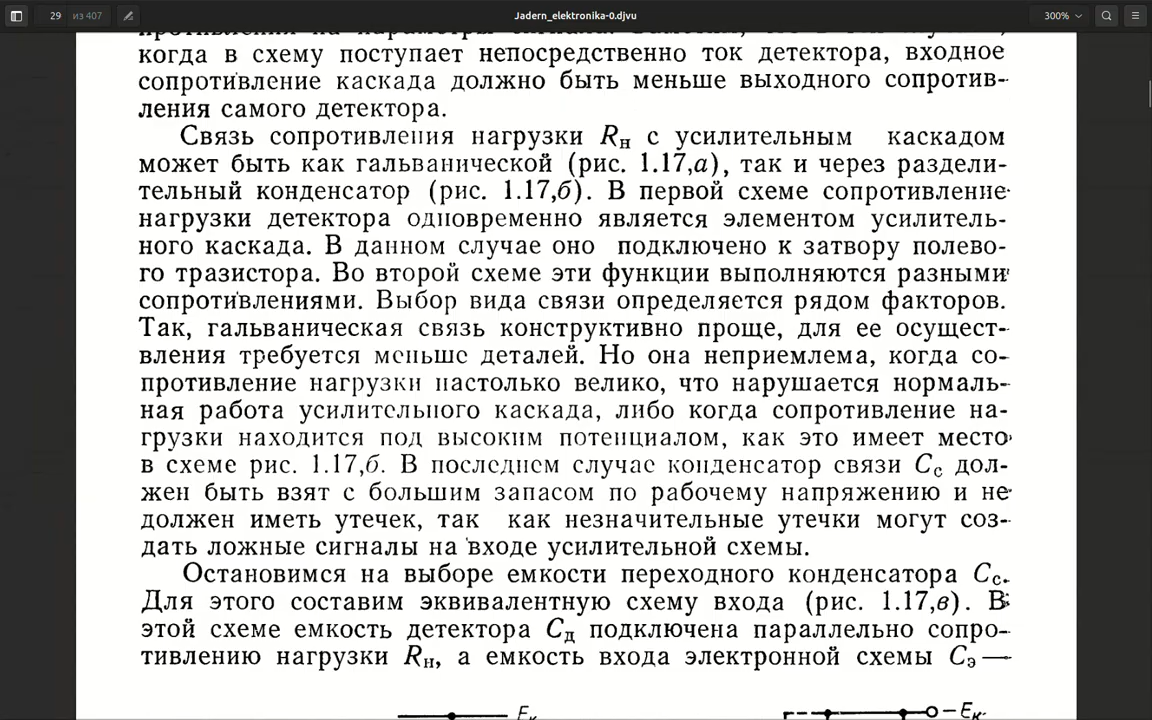 29 из 407
Jadern_elektronika-0.djvu
300%
когда в схему поступает непосредственно ток детектора, входное
сопротивление каскада должно быть меньше выходного сопротив-
ления самого детектора.
Связь сопротивления нагрузки Rн с усилительным каскадом
может быть как гальванической (рис. 1.17,а), так и через раздели-
тельный конденсатор (рис. 1.17,б). В первой схеме сопротивление
нагрузки детектора одновременно является элементом усилитель-
ного каскада. В данном случае оно подключено к затвору полево-
го тразистора. Во второй схеме эти функции выполняются разными
сопротивлениями. Выбор вида связи определяется рядом факторов.
Так, гальваническая связь конструктивно проще, для ее осущест-
вления требуется меньше деталей. Но она неприемлема, когда со-
противление нагрузки настолько велико, что нарушается нормаль-
ная работа усилительного каскада, либо когда сопротивление на-
грузки находится под высоким потенциалом, как это имеет место
в схеме рис. 1.17,б. В последнем случае конденсатор связи Сс дол-
жен быть взят с большим запасом по рабочему напряжению и не
должен иметь утечек, так как незначительные утечки могут соз-
дать ложные сигналы на входе усилительной схемы.
Остановимся на выборе емкости переходного конденсатора Сс.
Для этого составим эквивалентную схему входа (рис. 1.17,в). В
этой схеме емкость детектора Сд подключена параллельно сопро-
тивлению нагрузки Rн, а емкость входа электронной схемы Сэ —
Eк
−Eк